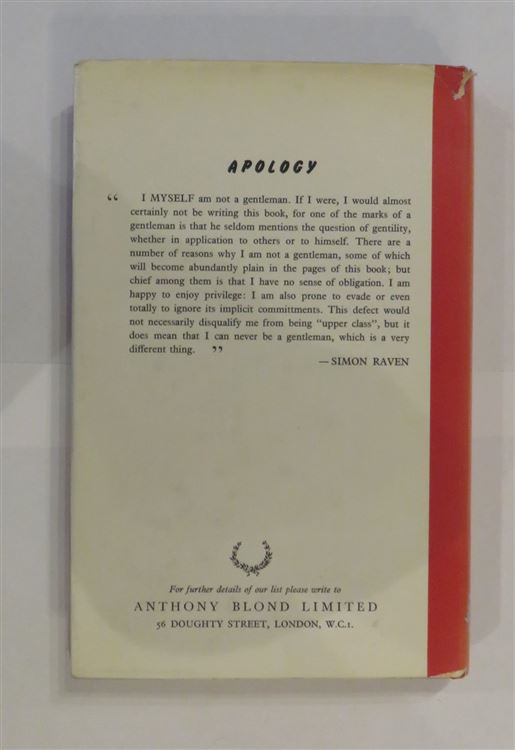 APOLOGY
“ I MYSELF am not a gentleman. If I were, I would almost
certainly not be writing this book, for one of the marks of a
gentleman is that he seldom mentions the question of gentility,
whether in application to others or to himself. There are a
number of reasons why I am not a gentleman, some of which
will become abundantly plain in the pages of this book; but
chief among them is that I have no sense of obligation. I am
happy to enjoy privilege: I am also prone to evade or even
totally to ignore its implicit committments. This defect would
not necessarily disqualify me from being "upper class", but it
does mean that I can never be a gentleman, which is a very
different thing. ”
—SIMON RAVEN
For further details of our list please write to
ANTHONY BLOND LIMITED
56 DOUGHTY STREET, LONDON, W.C.1.